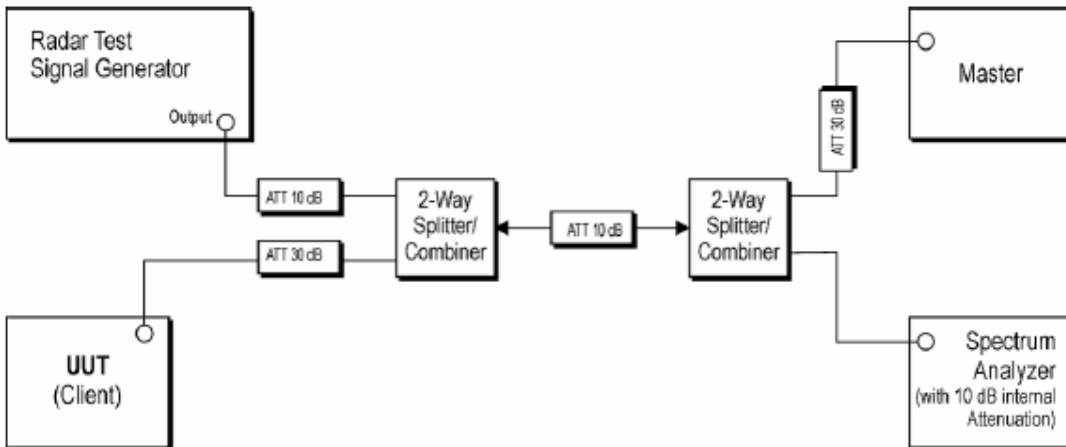 Radar Test
Signal Generator
Output
ATT 10 dB
2-Way
Splitter/
Combiner
ATT 30 dB
ATT 10 dB
2-Way
Splitter/
Combiner
ATT 30 dB
Master
UUT
(Client)
Spectrum
Analyzer
(with 10 dB internal
Attenuation)